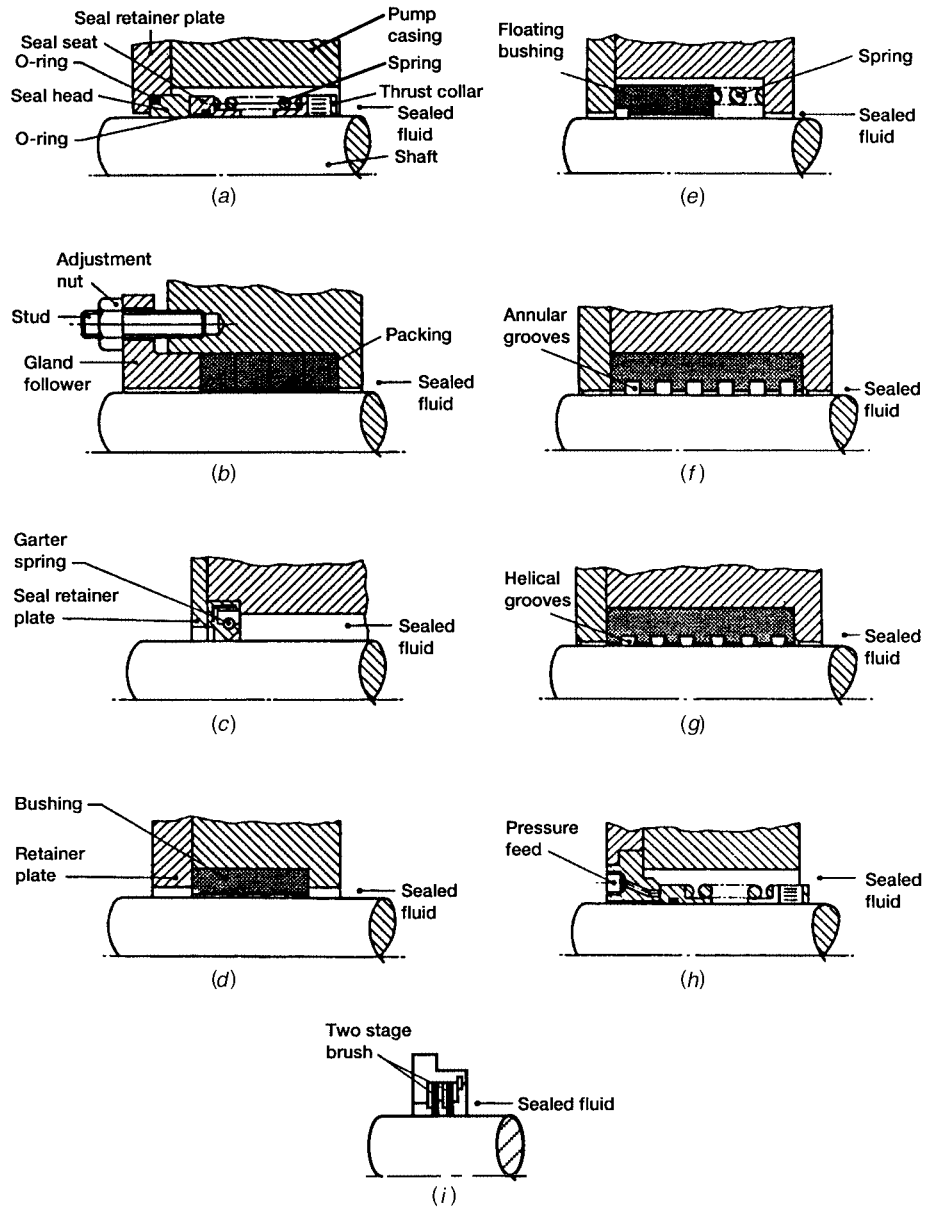 Seal retainer plate
Seal seat
O-ring
Seal head
O-ring
Pump
casing
Spring
Thrust collar
Sealed
fluid
Shaft
(a)
Adjustment
nut
Stud
Gland
follower
Packing
Sealed
fluid
(b)
Garter
spring
Seal retainer
plate
Sealed
fluid
(c)
Bushing
Retainer
plate
Sealed
fluid
(d)
Floating
bushing
Spring
Sealed
fluid
(e)
Annular
grooves
Sealed
fluid
(f)
Helical
grooves
Sealed
fluid
(g)
Pressure
feed
Sealed
fluid
(h)
Two stage
brush
Sealed fluid
(i)